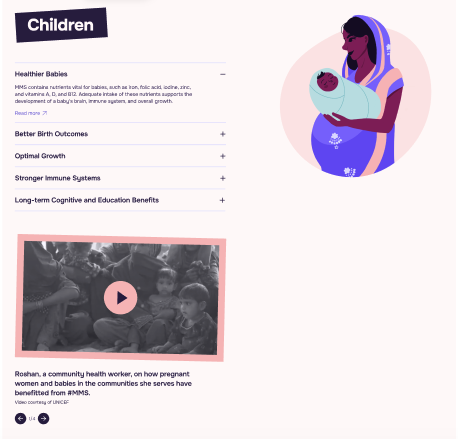 Children
Healthier Babies
MMS contains nutrients vital for babies, such as iron, folic acid, iodine, zinc,
and vitamins A, D, and B12. Adequate intake of these nutrients supports the
development of a baby's brain, immune system, and overall growth.
Read more
Better Birth Outcomes
Optimal Growth
Stronger Immune Systems
Long-term Cognitive and Education Benefits
Roshan, a community health worker, on how pregnant
women and babies in the communities she serves have
benefitted from #MMS.
Video courtesy of UNICEF
1/4